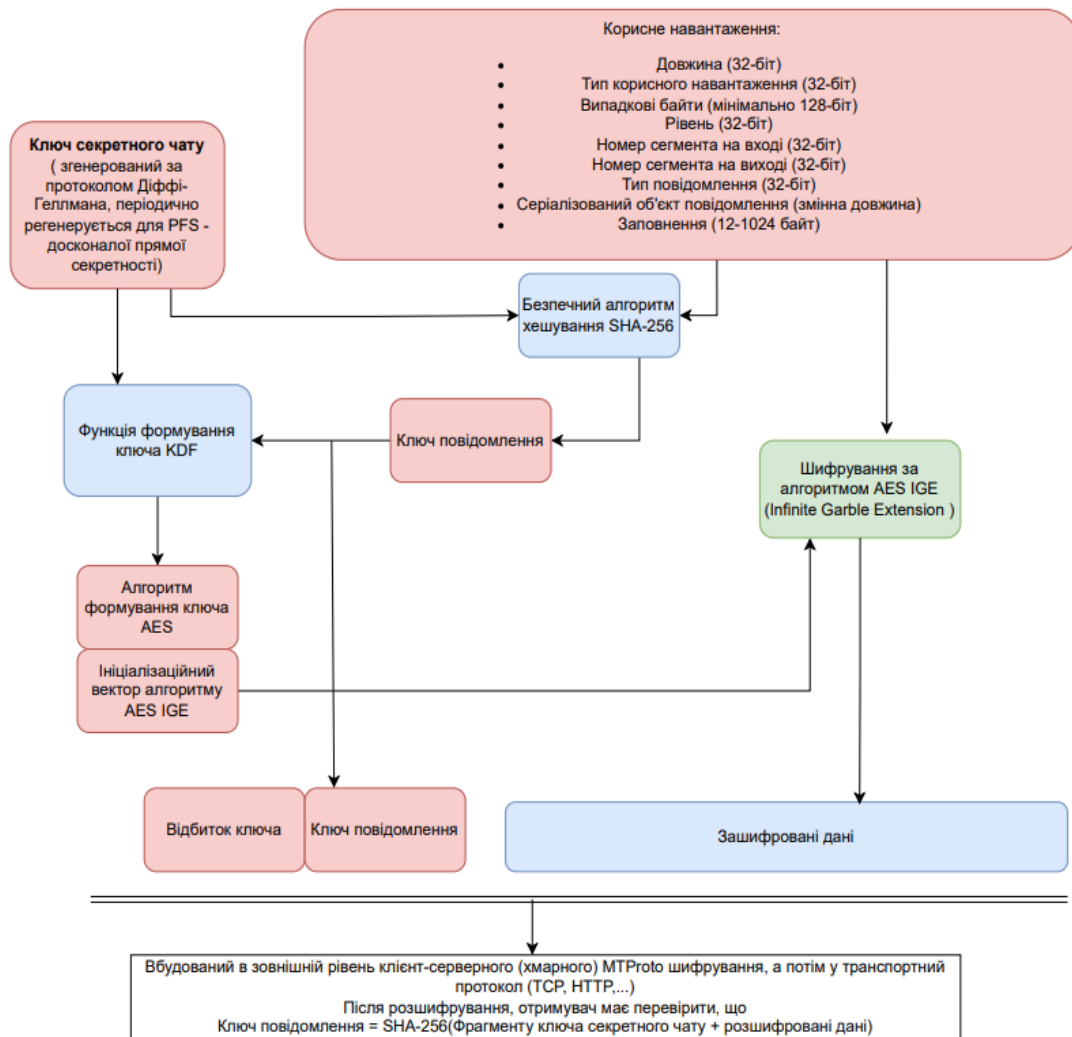 Корисне навантаження:
• Довжина (32-біт)
• Тип корисного навантаження (32-біт)
• Випадкові байти (мінімально 128-біт)
• Рівень (32-біт)
• Номер сегмента на вході (32-біт)
• Номер сегмента на виході (32-біт)
• Тип повідомлення (32-біт)
• Серіалізований об'єкт повідомлення (змінна довжина)
• Заповнення (12-1024 байт)
Ключ секретного чату
( згенерований за
протоколом Діффі-
Геллмана, періодично
регенерується для PFS -
досконалої прямої
секретності)
Безпечний алгоритм
хешування SHA-256
Функція формування
ключа KDF
Ключ повідомлення
Шифрування за
алгоритмом AES IGE
(Infinite Garble Extension )
Алгоритм
формування ключа
AES
Ініціалізаційний
вектор алгоритму
AES IGE
Відбиток ключа
Ключ повідомлення
Зашифровані дані
Вбудований в зовнішній рівень клієнт-серверного (хмарного) MTProto шифрування, а потім у транспортний
протокол (TCP, HTTP,...)
Після розшифрування, отримувач має перевірити, що
Ключ повідомлення = SHA-256(Фрагменту ключа секретного чату + розшифровані дані)